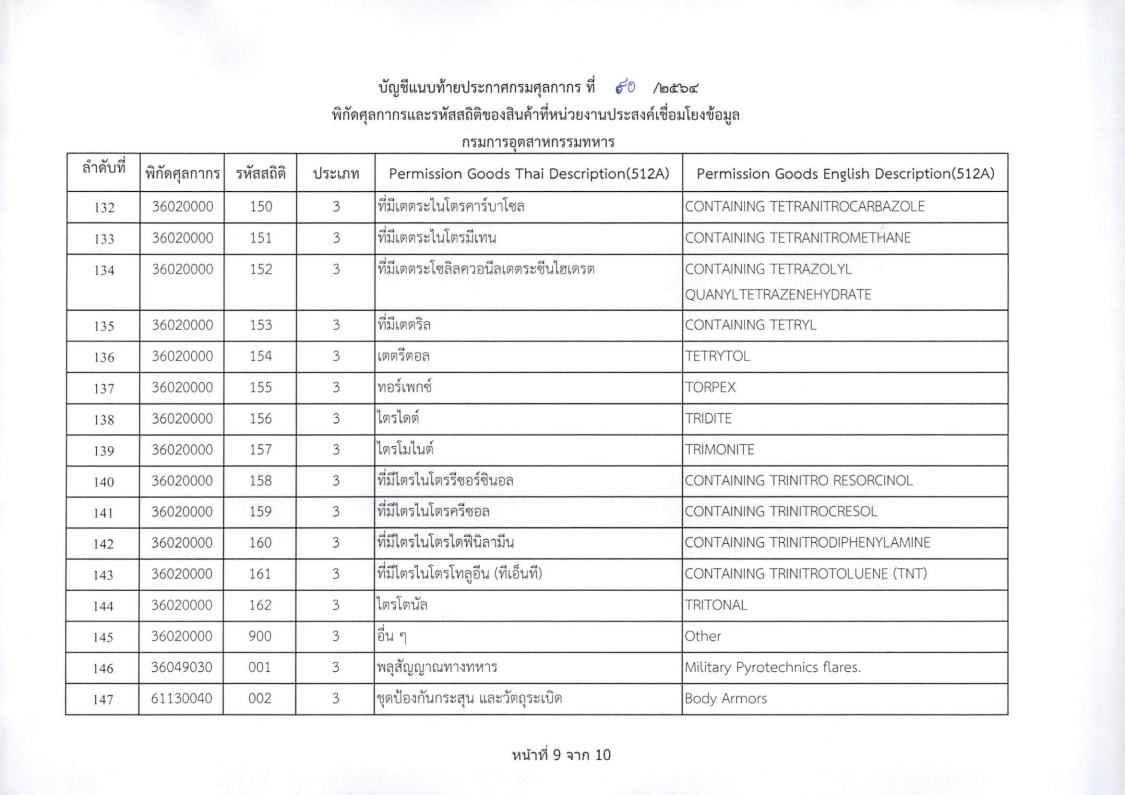 บัญชีแนบท้ายประกาศกรมศุลกากร ที่ ๙๐ /๒๕๖๔
พิกัดศุลกากรและรหัสสถิติของสินค้าที่หน่วยงานประสงค์เชื่อมโยงข้อมูล
กรมการอุตสาหกรรมทหาร
ลำดับที่ พิกัดศุลกากร รหัสสถิติ ประเภท Permission Goods Thai Description(512A) Permission Goods English Description(512A)
132 36020000 150 3 ที่มีเตตระไนโตรคาร์บาโซล CONTAINING TETRANITROCARBAZOLE
133 36020000 151 3 ที่มีเตตระไนโตรมีเทน CONTAINING TETRANITROMETHANE
134 36020000 152 3 ที่มีเตตระโซลิลควอนีลเตตระซีนไฮเดรต CONTAINING TETRAZOLYL
QUANYLTETRAZENEHYDRATE
135 36020000 153 3 ที่มีเตตริล CONTAINING TETRYL
136 36020000 154 3 เตตรีตอล TETRYTOL
137 36020000 155 3 ทอร์เพกซ์ TORPEX
138 36020000 156 3 ไตรไดต์ TRIDITE
139 36020000 157 3 ไตรโมไนต์ TRIMONITE
140 36020000 158 3 ที่มีไตรไนโตรรีซอร์ซินอล CONTAINING TRINITRO RESORCINOL
141 36020000 159 3 ที่มีไตรไนโตรครีซอล CONTAINING TRINITROCRESOL
142 36020000 160 3 ที่มีไตรไนโตรไดฟีนิลามีน CONTAINING TRINITRODIPHENYLAMINE
143 36020000 161 3 ที่มีไตรไนโตรโทลูอีน (ทีเอ็นที) CONTAINING TRINITROTOLUENE (TNT)
144 36020000 162 3 ไตรโตนัล TRITONAL
145 36020000 900 3 อื่น ๆ Other
146 36049030 001 3 พลุสัญญาณทางทหาร Military Pyrotechnics flares.
147 61130040 002 3 ชุดป้องกันกระสุน และวัตถุระเบิด Body Armors
หน้าที่ 9 จาก 10